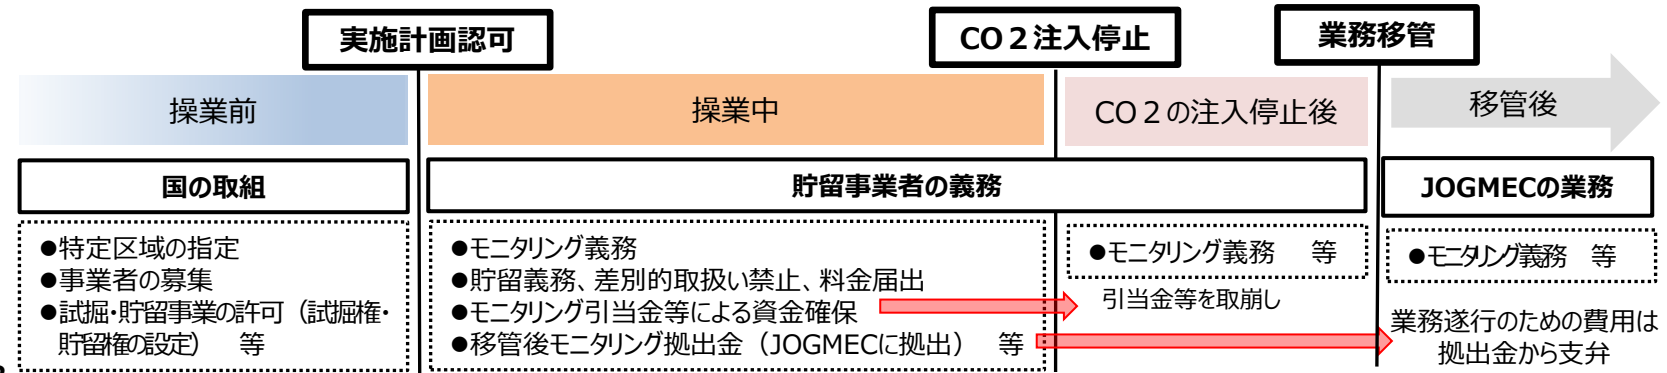 実施計画認可
CO2注入停止
業務移管
操業前
操業中
CO2の注入停止後
移管後
国の取組
貯留事業者の義務
JOGMECの業務
●特定区域の指定
●事業者の募集
●試掘・貯留事業の許可（試掘権・
貯留権の設定） 等
●モニタリング義務
●貯留義務、差別的取扱い禁止、料金届出
●モニタリング引当金等による資金確保
●移管後モニタリング拠出金（JOGMECに拠出） 等
●モニタリング義務 等
引当金等を取崩し
●モニタリング義務 等
業務遂行のための費用は
拠出金から支弁